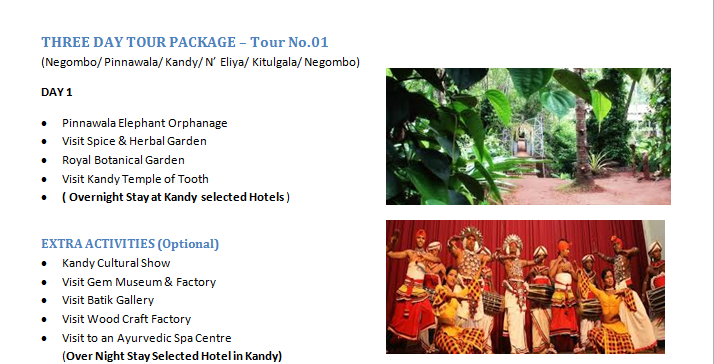 THREE DAY TOUR PACKAGE – Tour No.01
(Negombo/ Pinnawala/ Kandy/ N’ Eliya/ Kitulgala/ Negombo)
DAY 1
• Pinnawala Elephant Orphanage
• Visit Spice & Herbal Garden
• Royal Botanical Garden
• Visit Kandy Temple of Tooth
• ( Overnight Stay at Kandy selected Hotels )
EXTRA ACTIVITIES (Optional)
• Kandy Cultural Show
• Visit Gem Museum & Factory
• Visit Batik Gallery
• Visit Wood Craft Factory
• Visit to an Ayurvedic Spa Centre
(Over Night Stay Selected Hotel in Kandy)